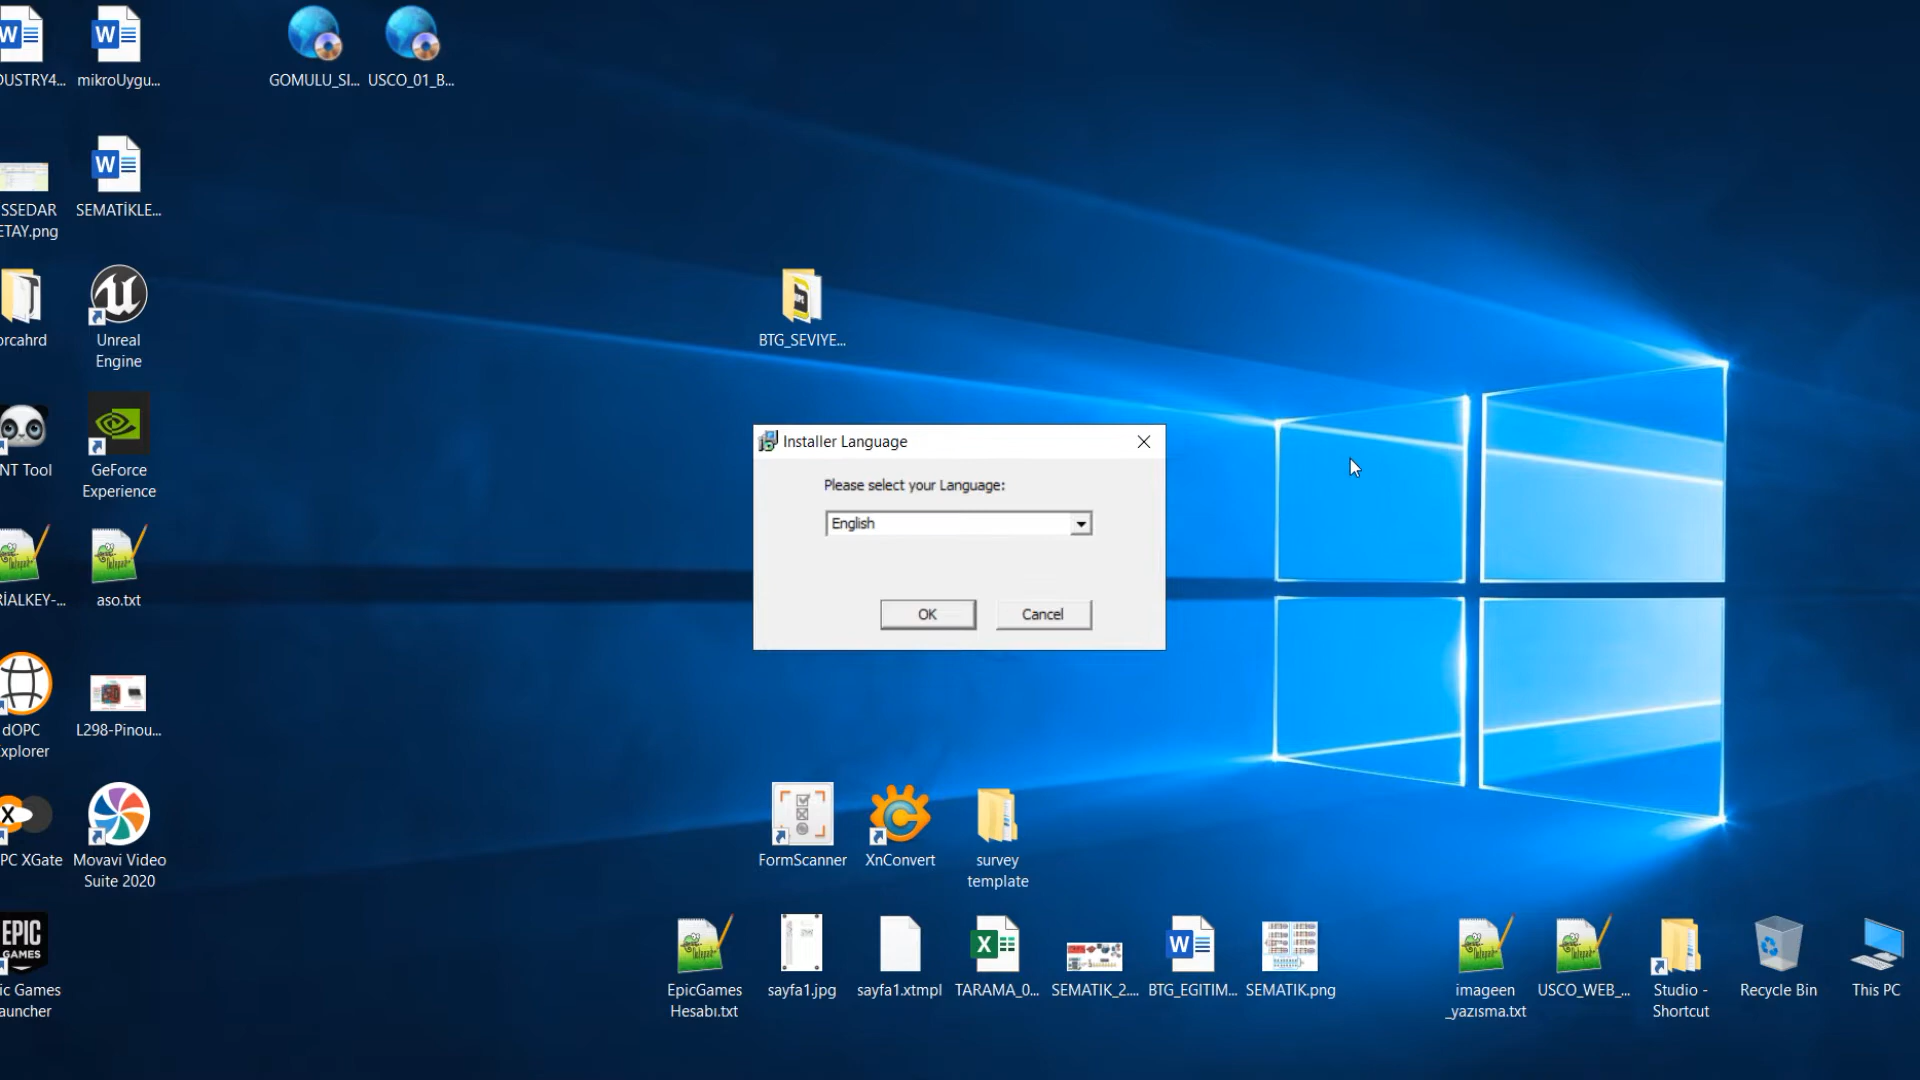 DUSTRY4...
mikroUygu...
GOMULU_SI...
USCO_01_B...
SSEDAR
ETAY.png
SEMATİKLE...
orcahrd
Unreal
Engine
BTG_SEVIYE...
Installer Language
Please select your Language:
English
OK
Cancel
NT Tool
GeForce
Experience
RİALKEY-...
aso.txt
dOPC
xplorer
L298-Pinou...
PC XGate
Movavi Video
Suite 2020
FormScanner
XnConvert
survey
template
EPIC
GAMES
ic Games
auncher
EpicGames
Hesabı.txt
sayfa1.jpg
sayfa1.xtmpl
TARAMA_0...
SEMATIK_2....
BTG_EGITIM...
SEMATIK.png
imageen
_yazısma.txt
USCO_WEB_...
Studio -
Shortcut
Recycle Bin
This PC